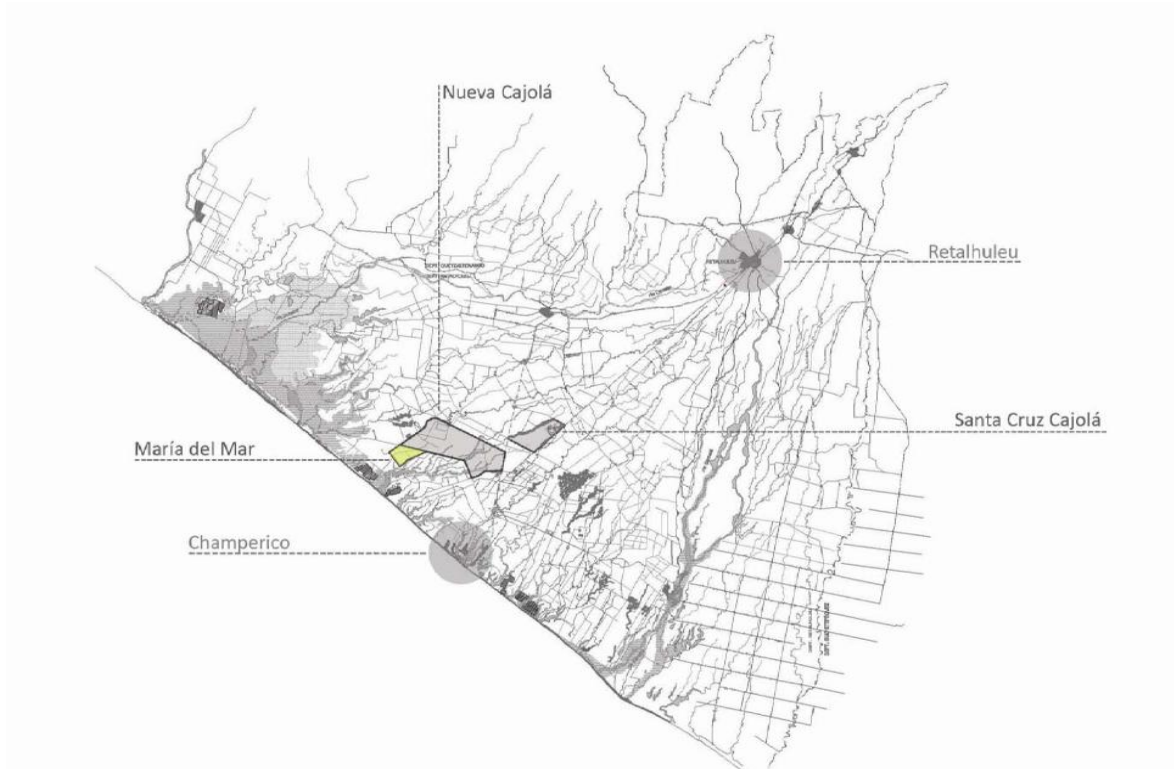 Nueva Cajolá
Retalhuleu
Santa Cruz Cajolá
María del Mar
Champerico